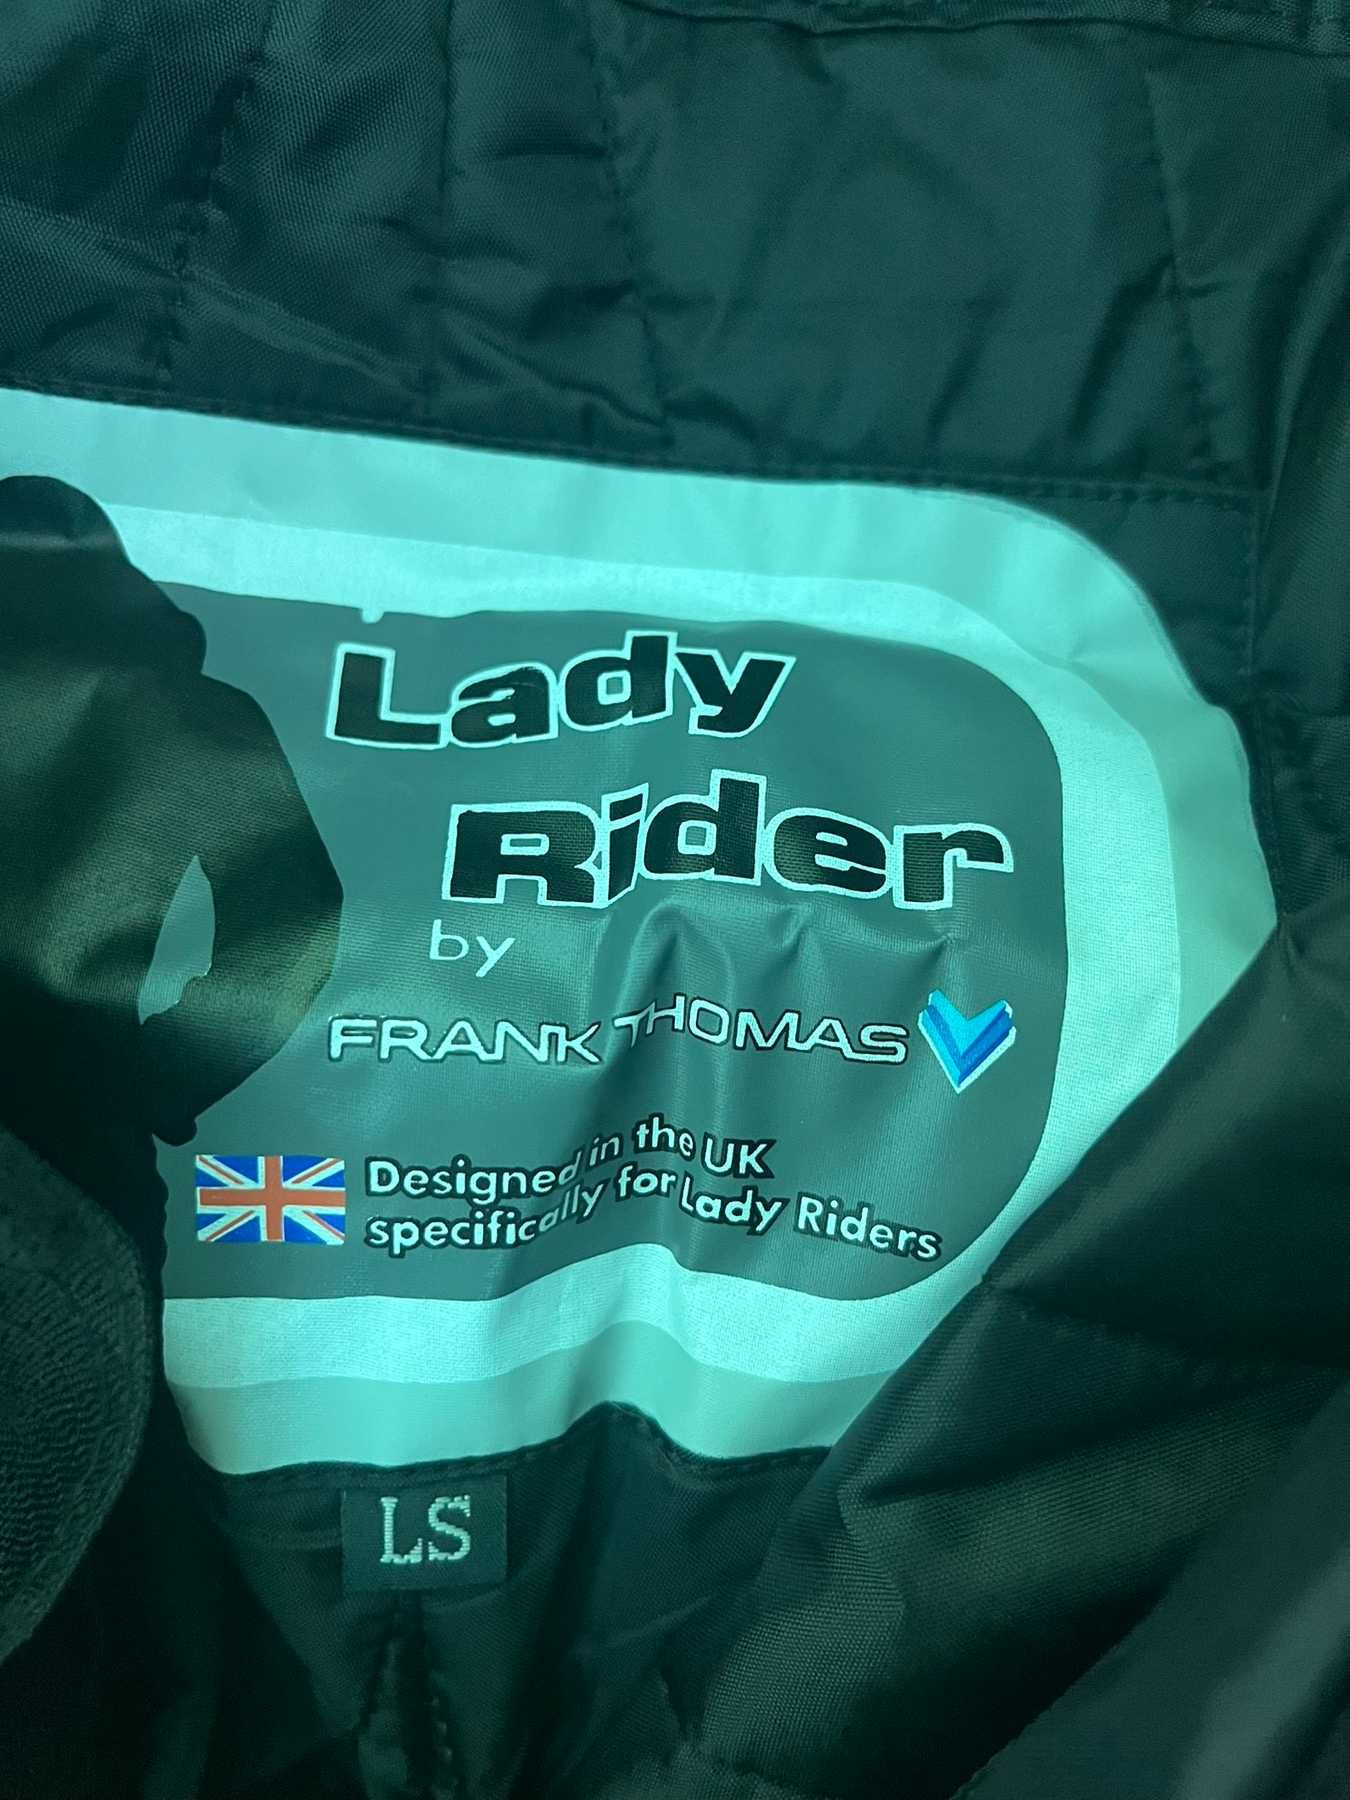 Lady
Rider
by
FRANK THOMAS
Designed in the UK
specifically for Lady Riders
LS